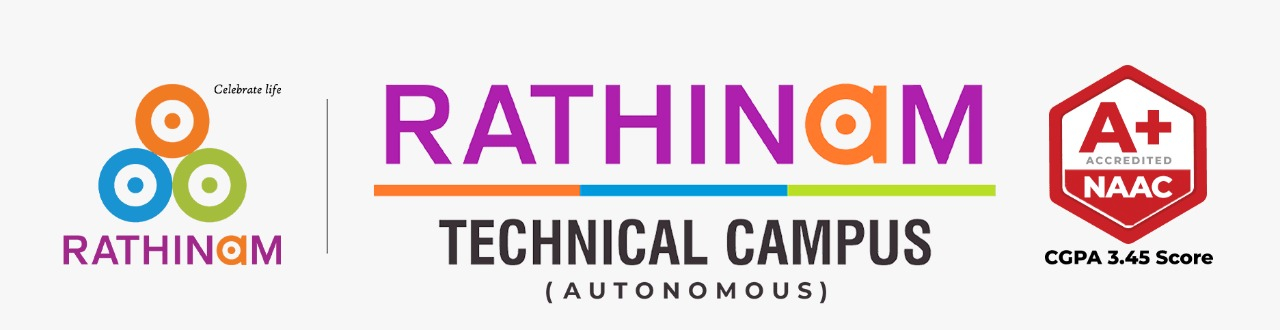 Celebrate life
RATHINaM
RATHINaM
TECHNICAL CAMPUS
(AUTONOMOUS)
A+
ACCREDITED
NAAC
CGPA 3.45 Score